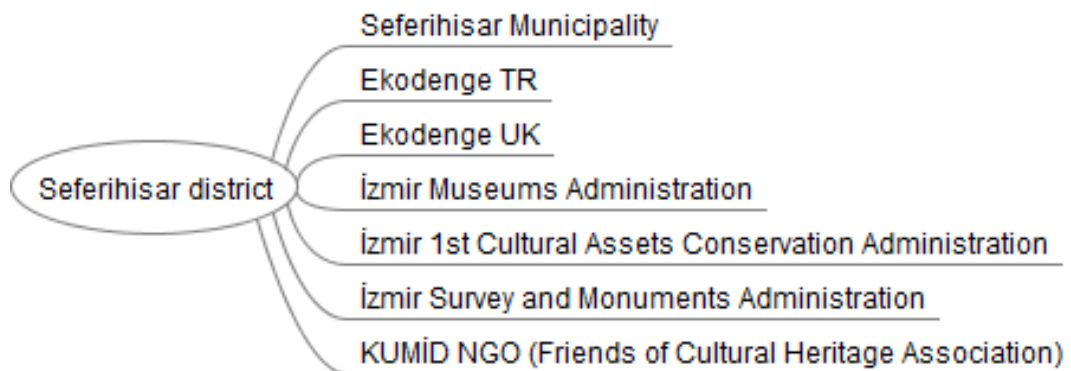 Seferihisar Municipality
Ekodenge TR
Ekodenge UK
Seferihisar district
İzmir Museums Administration
İzmir 1st Cultural Assets Conservation Administration
İzmir Survey and Monuments Administration
KUMİD NGO (Friends of Cultural Heritage Association)